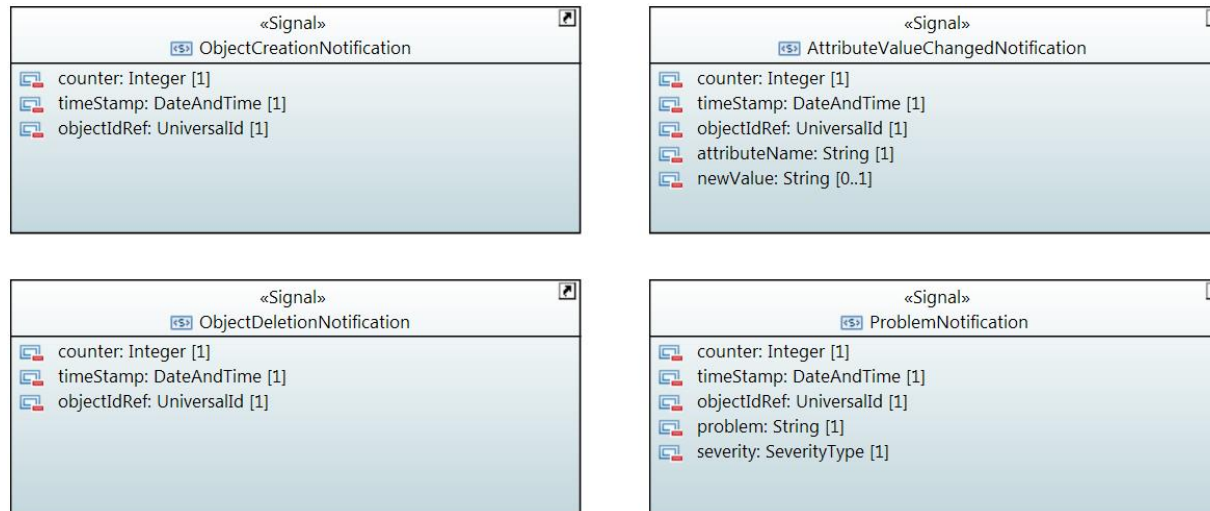 «Signal»
ObjectCreationNotification
counter: Integer [1]
timeStamp: DateAndTime [1]
objectIdRef: UniversalId [1]
«Signal»
AttributeValueChangedNotification
counter: Integer [1]
timeStamp: DateAndTime [1]
objectIdRef: UniversalId [1]
attributeName: String [1]
newValue: String [0..1]
«Signal»
ObjectDeletionNotification
counter: Integer [1]
timeStamp: DateAndTime [1]
objectIdRef: UniversalId [1]
«Signal»
ProblemNotification
counter: Integer [1]
timeStamp: DateAndTime [1]
objectIdRef: UniversalId [1]
problem: String [1]
severity: SeverityType [1]